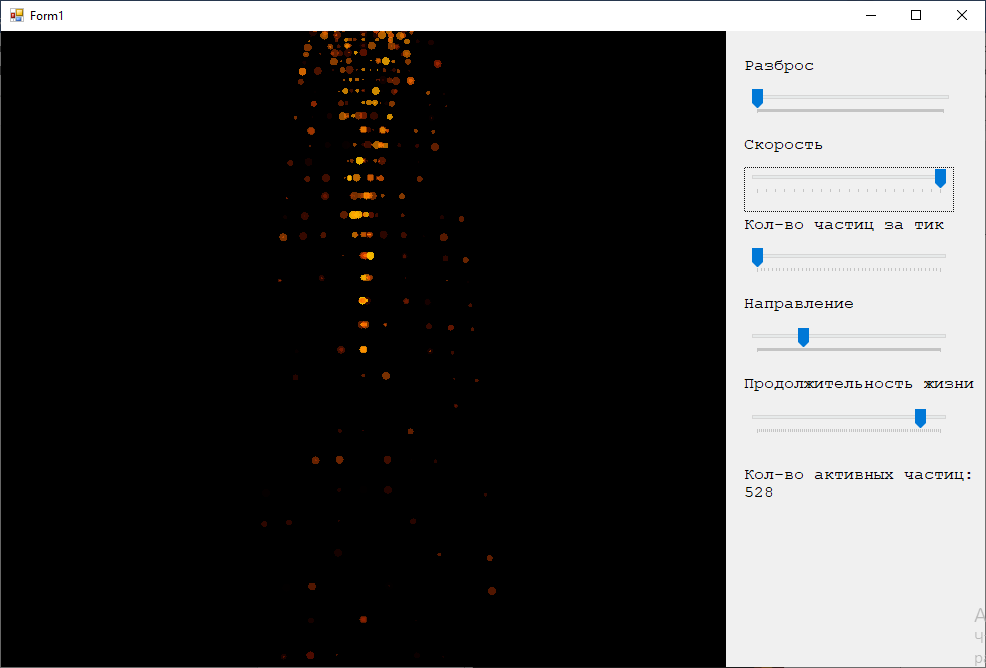 Form1
Разброс
Скорость
Кол-во частиц за тик
Направление
Продолжительность жизни
Кол-во активных частиц:
528